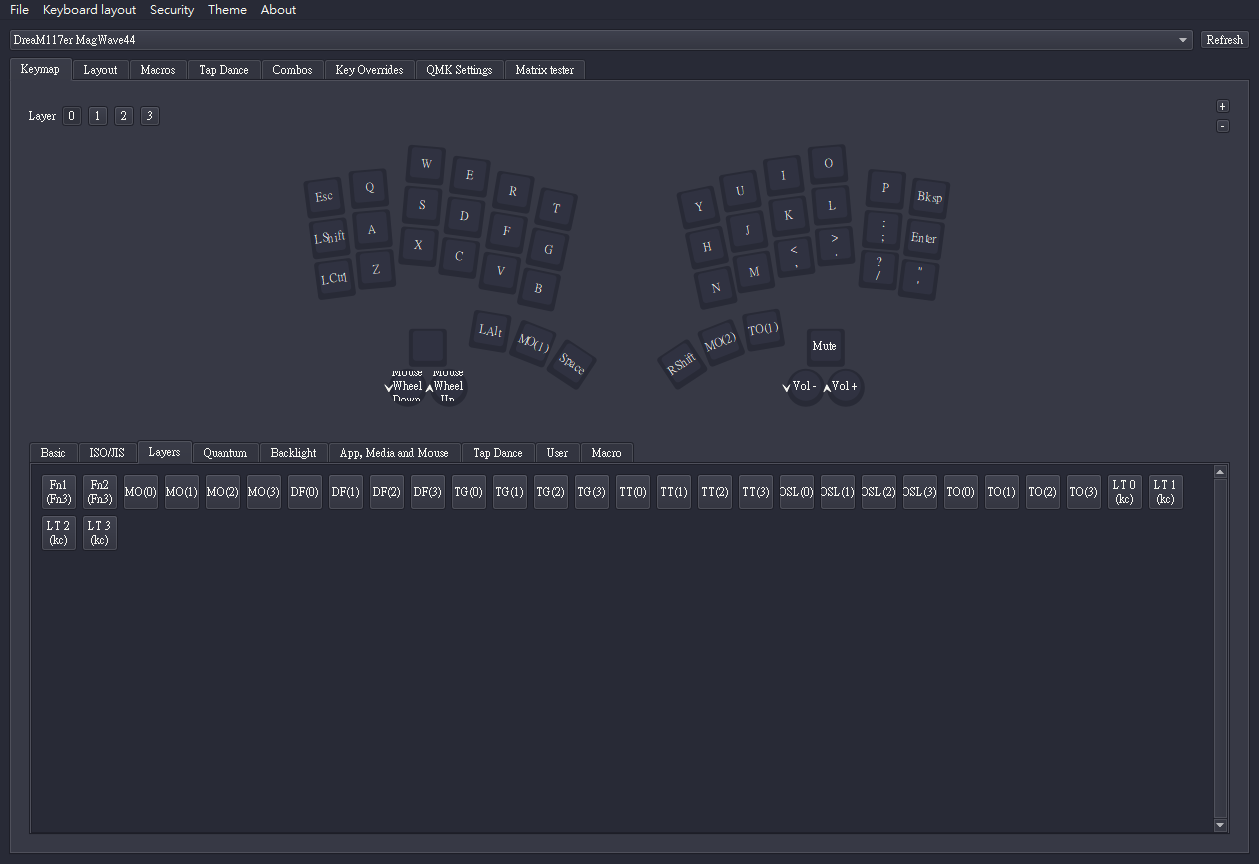 File Keyboard layout Security Theme About
DreaM117er MagWave44 Refresh
Keymap Layout Macros Tap Dance Combos Key Overrides QMK Settings Matrix tester
Layer 0 1 2 3 +
-
Esc Q W E R T Y U I O P Bksp
LShift A S D F G H J K L : ; Enter
LCtrl Z X C V B N M < , > . ? / " '
LAlt MO(1) Space RShift MO(2) TO(1) Mute
Mouse Wheel Down Mouse Wheel Up Vol - Vol +
Basic ISO/JIS Layers Quantum Backlight App, Media and Mouse Tap Dance User Macro
Fn1 (Fn3) Fn2 (Fn3) MO(0) MO(1) MO(2) MO(3) DF(0) DF(1) DF(2) DF(3) TG(0) TG(1) TG(2) TG(3) TT(0) TT(1) TT(2) TT(3) OSL(0) OSL(1) OSL(2) OSL(3) TO(0) TO(1) TO(2) TO(3) LT 0 (kc) LT 1 (kc)
LT 2 (kc) LT 3 (kc)